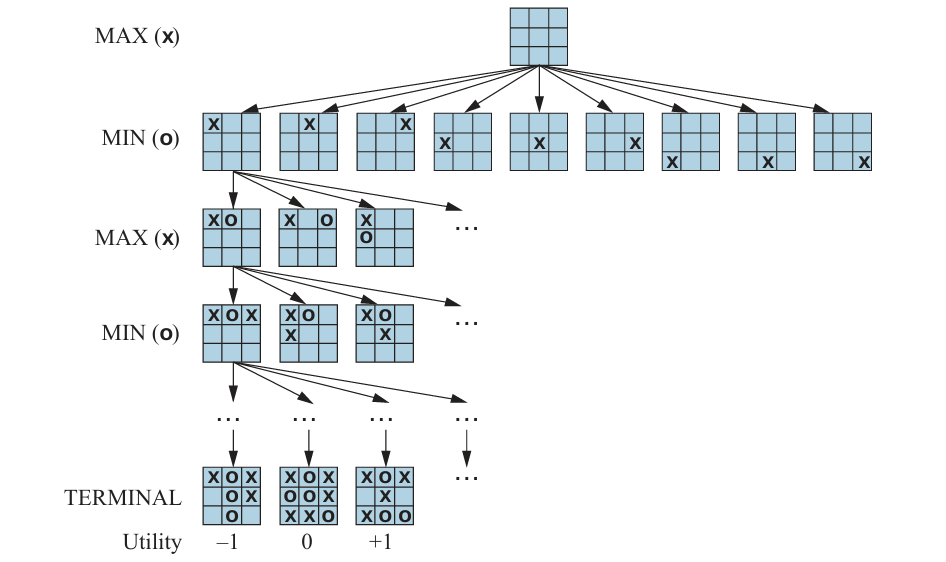 MAX (X)
MIN (O)
X
X
X
X
X
X
X
X
X
MAX (X)
X O
X O
X
O
...
MIN (O)
X O X
X O
X
X O
X
...
... ... ... ...
TERMINAL
X O X
O X
O
X O X
O O X
X X O
X O X
X
X O O
...
Utility –1 0 +1